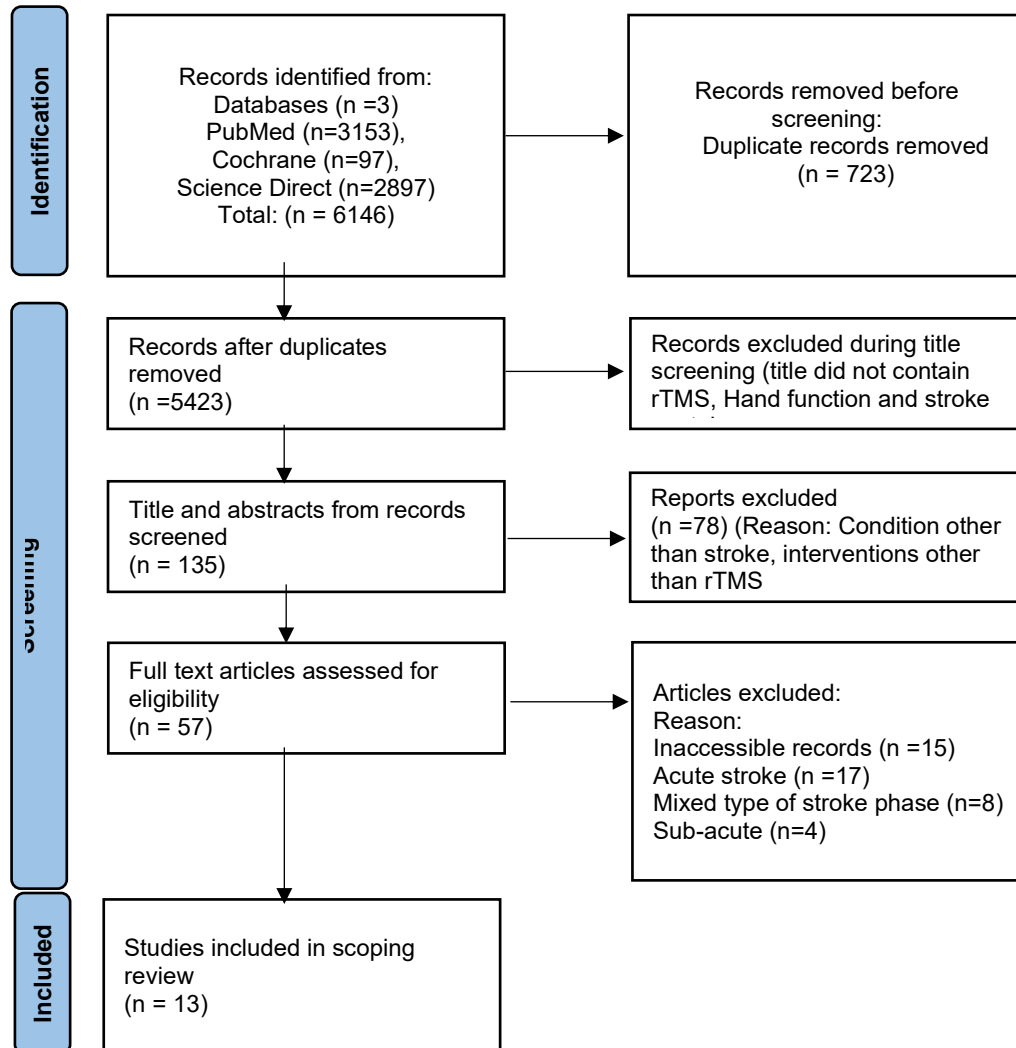 Identification
Records identified from:
Databases (n =3)
PubMed (n=3153),
Cochrane (n=97),
Science Direct (n=2897)
Total: (n = 6146)
Records removed before
screening:
Duplicate records removed
(n = 723)
Screening
Records after duplicates
removed
(n =5423)
Records excluded during title
screening (title did not contain
rTMS, Hand function and stroke
Title and abstracts from records
screened
(n = 135)
Reports excluded
(n =78) (Reason: Condition other
than stroke, interventions other
than rTMS
Full text articles assessed for
eligibility
(n = 57)
Articles excluded:
Reason:
Inaccessible records (n =15)
Acute stroke (n =17)
Mixed type of stroke phase (n=8)
Sub-acute (n=4)
Included
Studies included in scoping
review
(n = 13)